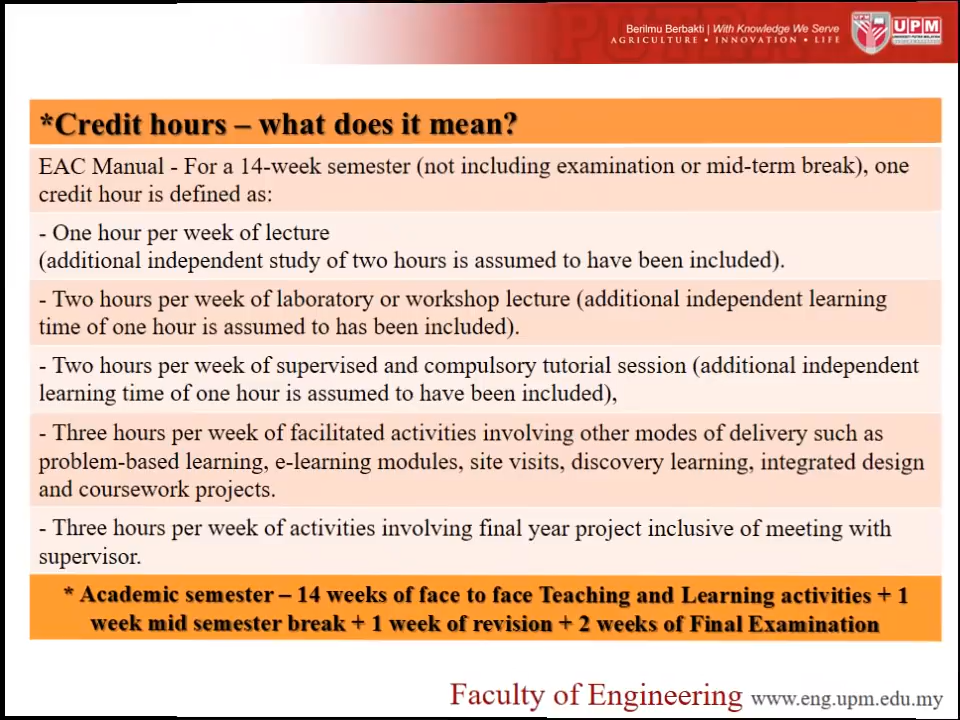 Berilmu Berbakti | With Knowledge We Serve
AGRICULTURE • INNOVATION • LIFE
UPM
*Credit hours – what does it mean?
EAC Manual - For a 14-week semester (not including examination or mid-term break), one
credit hour is defined as:
- One hour per week of lecture
(additional independent study of two hours is assumed to have been included).
- Two hours per week of laboratory or workshop lecture (additional independent learning
time of one hour is assumed to has been included).
- Two hours per week of supervised and compulsory tutorial session (additional independent
learning time of one hour is assumed to have been included),
- Three hours per week of facilitated activities involving other modes of delivery such as
problem-based learning, e-learning modules, site visits, discovery learning, integrated design
and coursework projects.
- Three hours per week of activities involving final year project inclusive of meeting with
supervisor.
* Academic semester – 14 weeks of face to face Teaching and Learning activities + 1
week mid semester break + 1 week of revision + 2 weeks of Final Examination
Faculty of Engineering www.eng.upm.edu.my